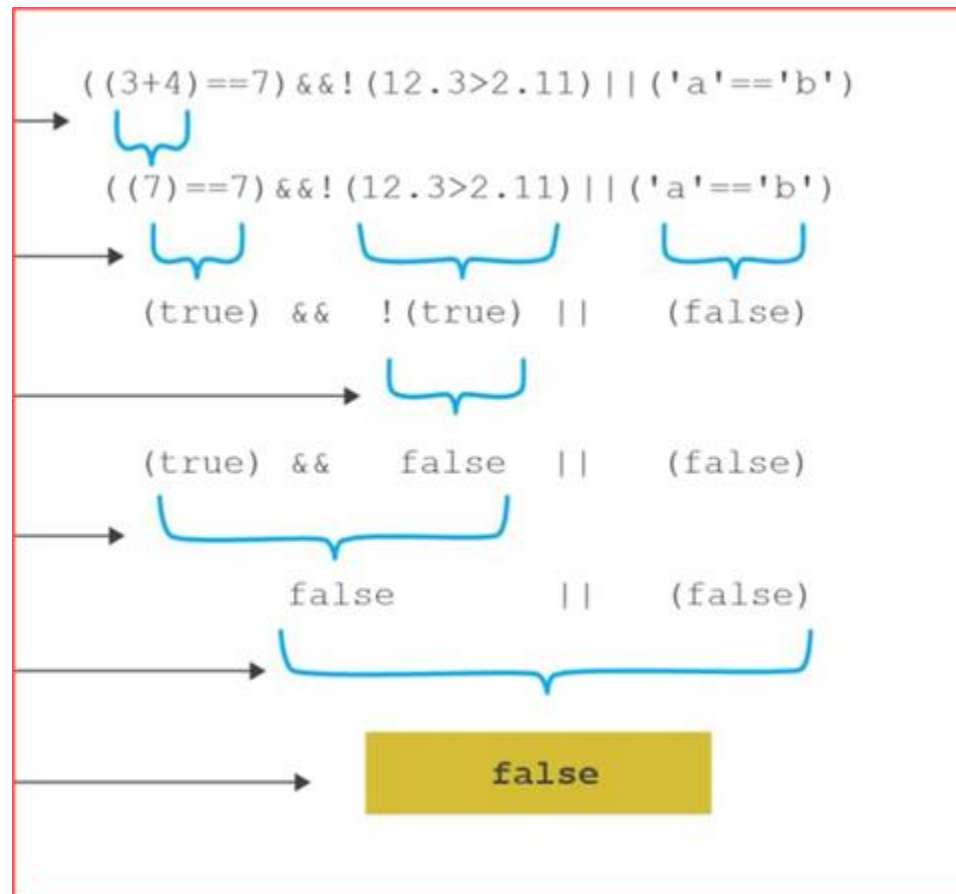 ((3+4)==7)&&!(12.3>2.11)||('a'=='b')
((7)==7)&&!(12.3>2.11)||('a'=='b')
(true) && !(true) || (false)
(true) && false || (false)
false || (false)
false